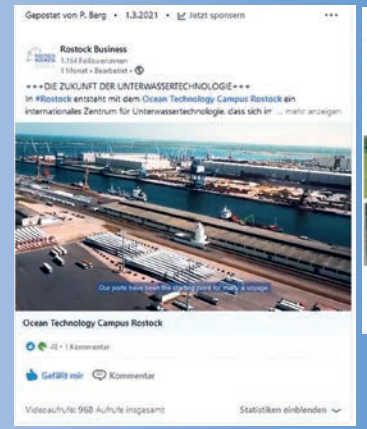 Gepostet von P. Berg • 1.3.2021 • Jetzt sponsern
Rostock Business
1.154 Follower:innen
1 Monat • Bearbeitet •
+++DIE ZUKUNFT DER UNTERWASSERTECHNOLOGIE+++
In #Rostock entsteht mit dem Ocean Technology Campus Rostock ein
internationales Zentrum für Unterwassertechnologie, dass sich im ... mehr anzeigen
Our ports have been the starting point for many a voyage
Ocean Technology Campus Rostock
48 • 1 Kommentar
Gefällt mir Kommentar
Videoaufrufe: 968 Aufrufe insgesamt Statistiken einblenden